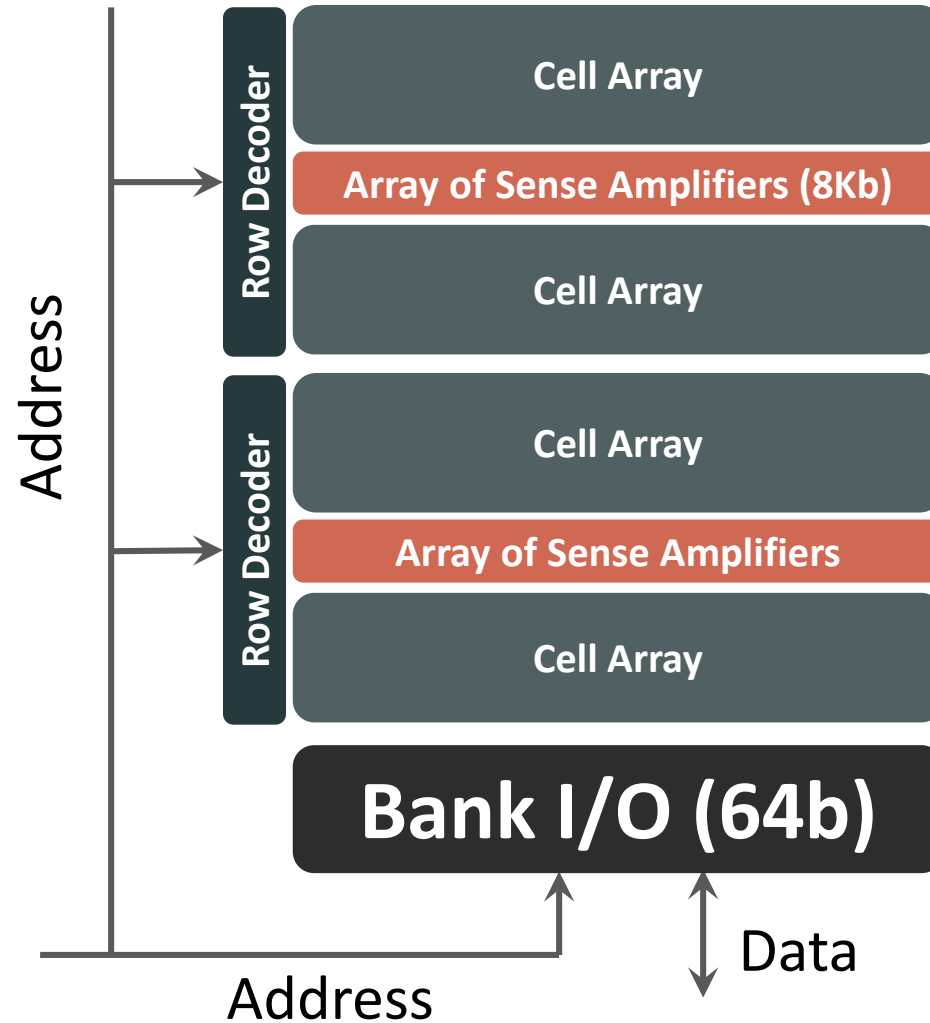 Address
Row Decoder
Cell Array
Array of Sense Amplifiers (8Kb)
Cell Array
Row Decoder
Cell Array
Array of Sense Amplifiers
Cell Array
Bank I/O (64b)
Data
Address